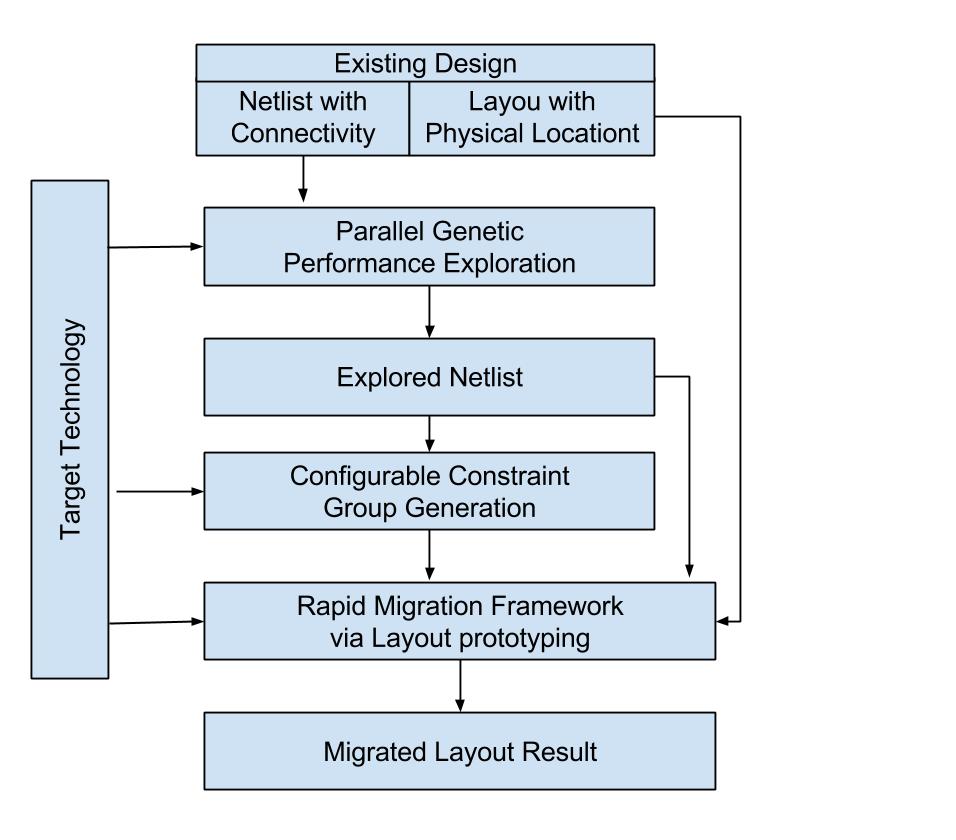 Existing Design
Netlist with
Connectivity
Layou with
Physical Locationt
Parallel Genetic
Performance Exploration
Target Technology
Explored Netlist
Configurable Constraint
Group Generation
Rapid Migration Framework
via Layout prototyping
Migrated Layout Result